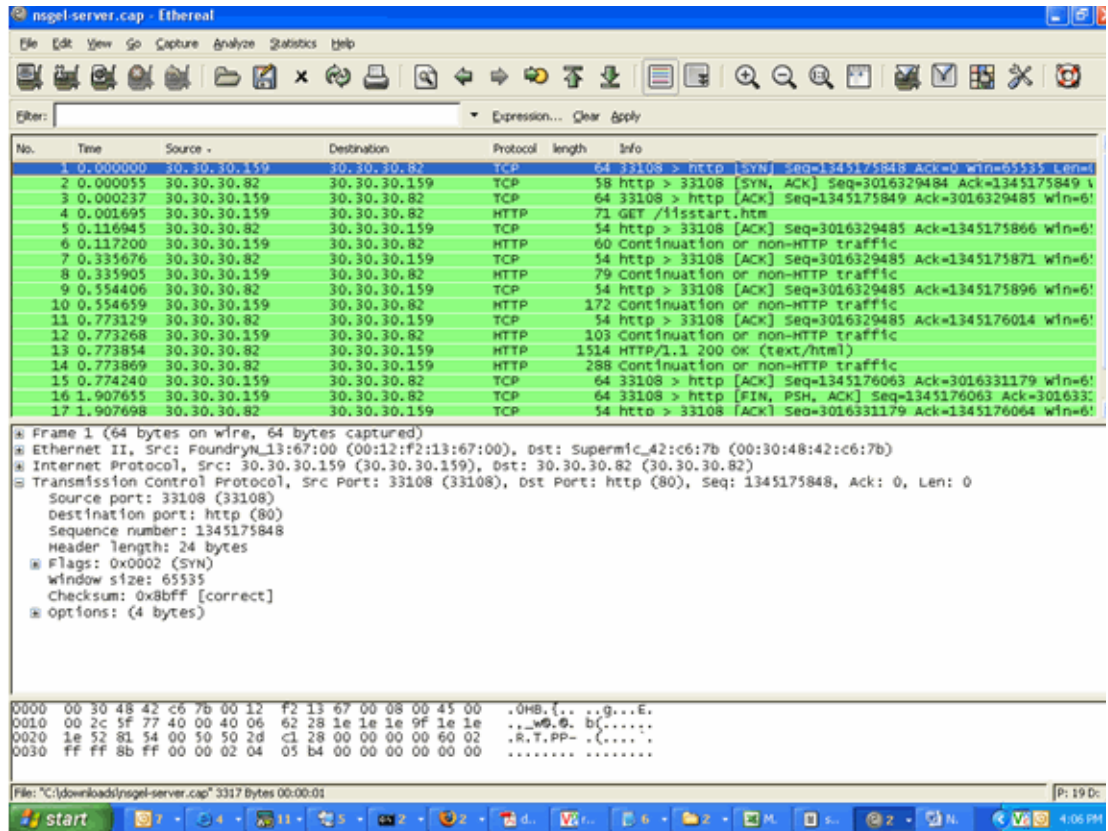 nsgel-server.cap - Ethereal
File Edit View Go Capture Analyze Statistics Help
Filter: Expression... Clear Apply
No. Time Source Destination Protocol length Info
1 0.000000 30.30.30.159 30.30.30.82 TCP 64 33108 > http [SYN] Seq=1345175848 Ack=0 Win=65535 Len=0
2 0.000055 30.30.30.82 30.30.30.159 TCP 58 http > 33108 [SYN, ACK] Seq=3016329484 Ack=1345175849
3 0.000237 30.30.30.159 30.30.30.82 TCP 64 33108 > http [ACK] Seq=1345175849 Ack=3016329485 Win=6
4 0.001695 30.30.30.159 30.30.30.82 HTTP 71 GET /iisstart.htm
5 0.116945 30.30.30.82 30.30.30.159 TCP 54 http > 33108 [ACK] Seq=3016329485 Ack=1345175866 Win=6
6 0.117200 30.30.30.159 30.30.30.82 HTTP 60 Continuation or non-HTTP traffic
7 0.335676 30.30.30.82 30.30.30.159 TCP 54 http > 33108 [ACK] Seq=3016329485 Ack=1345175871 Win=6
8 0.335905 30.30.30.159 30.30.30.82 HTTP 79 Continuation or non-HTTP traffic
9 0.554406 30.30.30.82 30.30.30.159 TCP 54 http > 33108 [ACK] Seq=3016329485 Ack=1345175896 Win=6
10 0.554659 30.30.30.159 30.30.30.82 HTTP 172 Continuation or non-HTTP traffic
11 0.773129 30.30.30.82 30.30.30.159 TCP 54 http > 33108 [ACK] Seq=3016329485 Ack=1345176014 Win=6
12 0.773268 30.30.30.159 30.30.30.82 HTTP 103 Continuation or non-HTTP traffic
13 0.773854 30.30.30.82 30.30.30.159 HTTP 1514 HTTP/1.1 200 OK (text/html)
14 0.773869 30.30.30.82 30.30.30.159 HTTP 288 Continuation or non-HTTP traffic
15 0.774240 30.30.30.159 30.30.30.82 TCP 64 33108 > http [ACK] Seq=1345176063 Ack=3016331179 Win=6
16 1.907655 30.30.30.159 30.30.30.82 TCP 64 33108 > http [FIN, PSH, ACK] Seq=1345176063 Ack=301633
17 1.907698 30.30.30.82 30.30.30.159 TCP 54 http > 33108 [ACK] Seq=3016331179 Ack=1345176064 Win=6
Frame 1 (64 bytes on wire, 64 bytes captured)
Ethernet II, Src: FoundryN_13:67:00 (00:12:f2:13:67:00), Dst: Supermic_42:c6:7b (00:30:48:42:c6:7b)
Internet Protocol, Src: 30.30.30.159 (30.30.30.159), Dst: 30.30.30.82 (30.30.30.82)
Transmission Control Protocol, Src Port: 33108 (33108), Dst Port: http (80), Seq: 1345175848, Ack: 0, Len: 0
Source port: 33108 (33108)
Destination port: http (80)
Sequence number: 1345175848
Header length: 24 bytes
Flags: 0x0002 (SYN)
Window size: 65535
Checksum: 0x8bff [correct]
Options: (4 bytes)
0000 00 30 48 42 c6 7b 00 12 f2 13 67 00 08 00 45 00 .0HB.{.. ..g...E.
0010 00 2c 5f 77 40 00 40 06 62 28 1e 1e 1e 9f 1e 1e .,_w@.@. b(......
0020 1e 52 81 54 00 50 50 2d c1 28 00 00 00 00 60 02 .R.T.PP- .(....`.
0030 ff ff 8b ff 00 00 02 04 05 b4 00 00 00 00 00 00 ........ ........
File: "C:\downloads\nsgel-server.cap" 3317 Bytes 00:00:01 P: 19 D:
start 7 4 11 5 2 2 d.. r.. 6 2 M. s.. 2 N. 4:06 PM